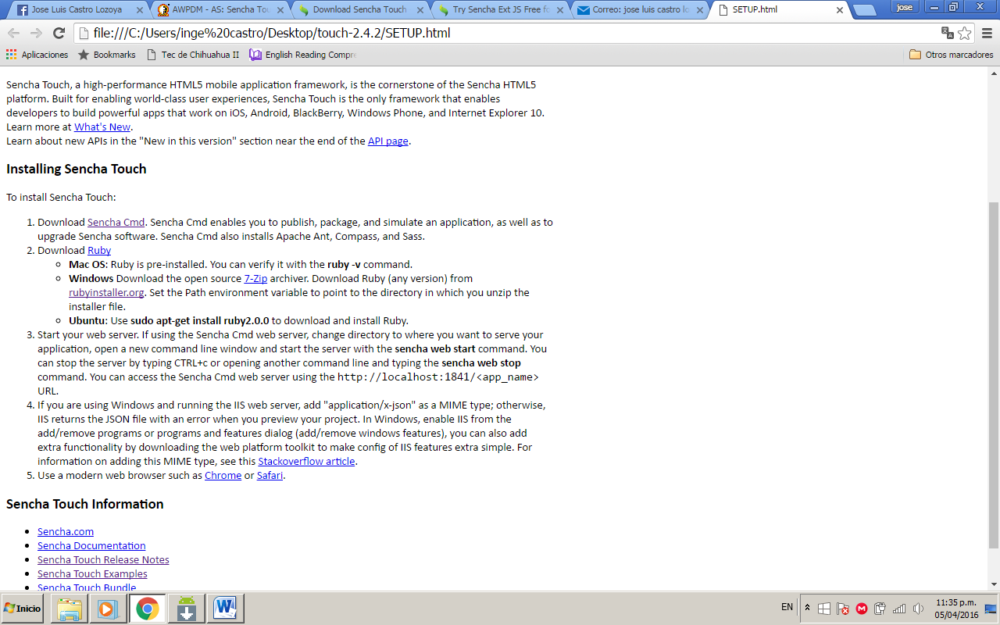 Jose Luis Castro Lozoya
AWPDM - AS: Sencha Tou
Download Sencha Touch
Try Sencha Ext JS Free fo
Correo: jose luis castro lo
SETUP.html
jose
file:///C:/Users/inge%20castro/Desktop/touch-2.4.2/SETUP.html
Aplicaciones
Bookmarks
Tec de Chihuahua II
English Reading Compre
Otros marcadores
Sencha Touch, a high-performance HTML5 mobile application framework, is the cornerstone of the Sencha HTML5
platform. Built for enabling world-class user experiences, Sencha Touch is the only framework that enables
developers to build powerful apps that work on iOS, Android, BlackBerry, Windows Phone, and Internet Explorer 10.
Learn more at What's New.
Learn about new APIs in the "New in this version" section near the end of the API page.
Installing Sencha Touch
To install Sencha Touch:
1. Download Sencha Cmd. Sencha Cmd enables you to publish, package, and simulate an application, as well as to
upgrade Sencha software. Sencha Cmd also installs Apache Ant, Compass, and Sass.
2. Download Ruby
Mac OS: Ruby is pre-installed. You can verify it with the ruby -v command.
Windows Download the open source 7-Zip archiver. Download Ruby (any version) from
rubyinstaller.org. Set the Path environment variable to point to the directory in which you unzip the
installer file.
Ubuntu: Use sudo apt-get install ruby2.0.0 to download and install Ruby.
3. Start your web server. If using the Sencha Cmd web server, change directory to where you want to serve your
application, open a new command line window and start the server with the sencha web start command. You
can stop the server by typing CTRL+c or opening another command line and typing the sencha web stop
command. You can access the Sencha Cmd web server using the http://localhost:1841/<app_name>
URL.
4. If you are using Windows and running the IIS web server, add "application/x-json" as a MIME type; otherwise,
IIS returns the JSON file with an error when you preview your project. In Windows, enable IIS from the
add/remove programs or programs and features dialog (add/remove windows features), you can also add
extra functionality by downloading the web platform toolkit to make config of IIS features extra simple. For
information on adding this MIME type, see this Stackoverflow article.
5. Use a modern web browser such as Chrome or Safari.
Sencha Touch Information
Sencha.com
Sencha Documentation
Sencha Touch Release Notes
Sencha Touch Examples
Sencha Touch Bundle
Inicio
EN
11:35 p.m.
05/04/2016